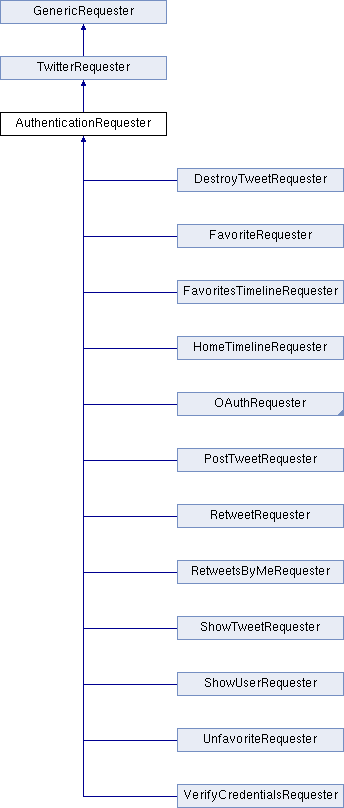 GenericRequester
TwitterRequester
AuthenticationRequester
DestroyTweetRequester
FavoriteRequester
FavoritesTimelineRequester
HomeTimelineRequester
OAuthRequester
PostTweetRequester
RetweetRequester
RetweetsByMeRequester
ShowTweetRequester
ShowUserRequester
UnfavoriteRequester
VerifyCredentialsRequester